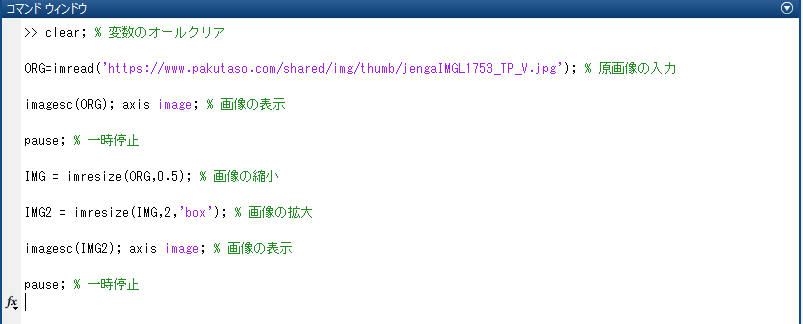 コマンド ウィンドウ
>> clear; % 変数のオールクリア
ORG=imread('https://www.pakutaso.com/shared/img/thumb/jengaIMGL1753_TP_V.jpg'); % 原画像の入力
imagesc(ORG); axis image; % 画像の表示
pause; % 一時停止
IMG = imresize(ORG,0.5); % 画像の縮小
IMG2 = imresize(IMG,2,'box'); % 画像の拡大
imagesc(IMG2); axis image; % 画像の表示
pause; % 一時停止
fx